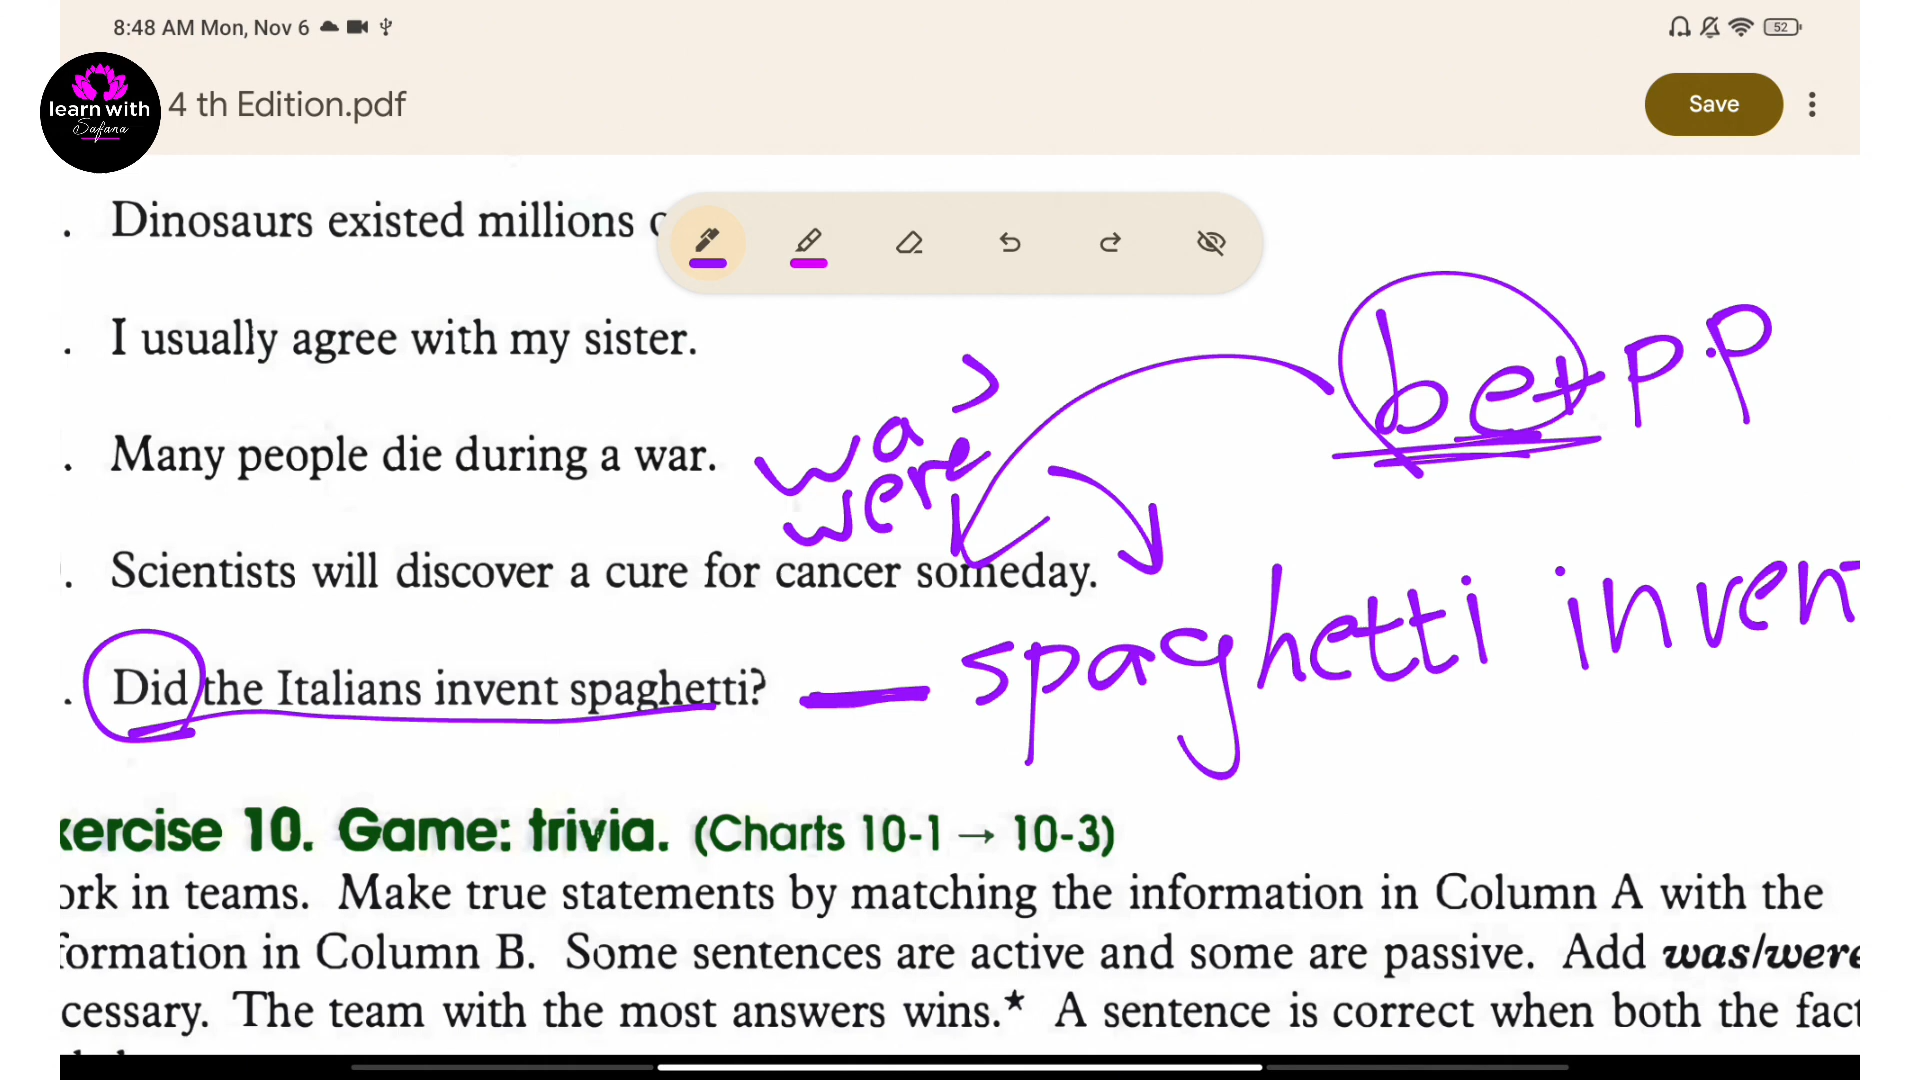 8:48 AM Mon, Nov 6
52
learn with
Safana
4 th Edition.pdf
Save
. Dinosaurs existed millions
. I usually agree with my sister.
be+ P.P
. Many people die during a war.
were
. Scientists will discover a cure for cancer someday.
. Did the Italians invent spaghetti?
spaghetti inven
xercise 10. Game: trivia. (Charts 10-1 → 10-3)
ork in teams. Make true statements by matching the information in Column A with the
formation in Column B. Some sentences are active and some are passive. Add was/were
cessary. The team with the most answers wins.* A sentence is correct when both the fact